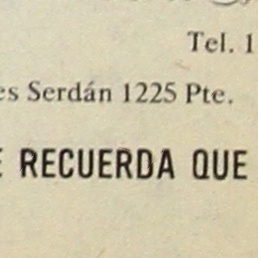 Tel. 1
es Serdán 1225 Pte.
E RECUERDA QUE